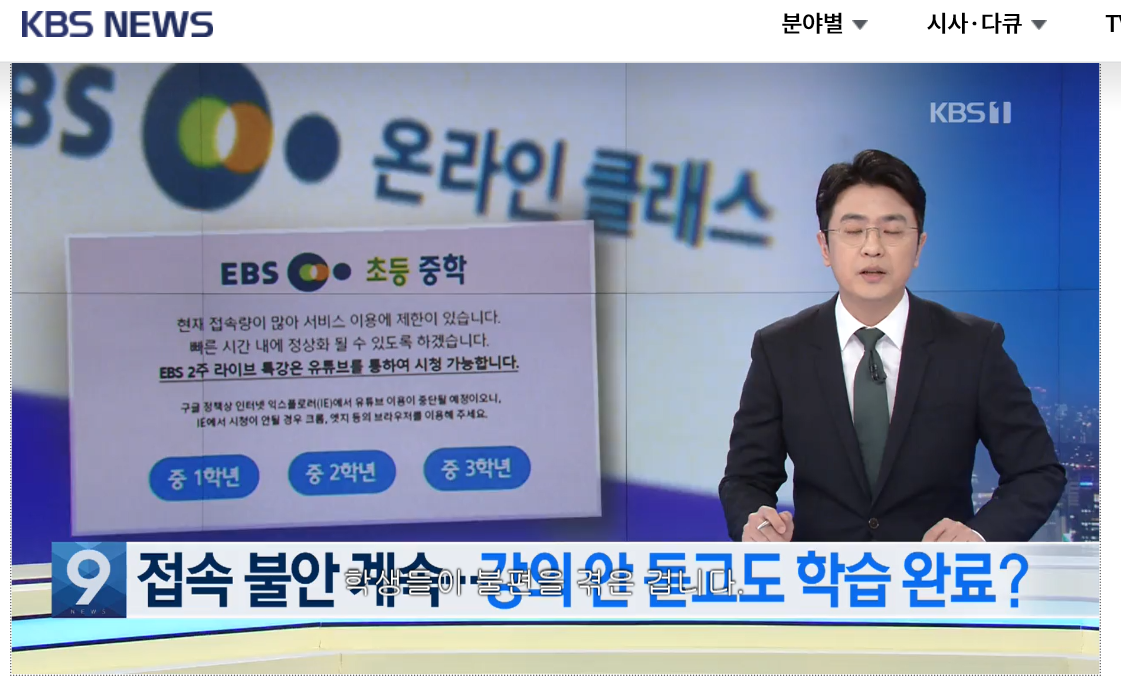 KBS NEWS
분야별
시사·다큐
TV
KBS 1
EBS 온라인 클래스
EBS 초등 중학
현재 접속량이 많아 서비스 이용에 제한이 있습니다.
빠른 시간 내에 정상화 될 수 있도록 하겠습니다.
EBS 2주 라이브 특강은 유튜브를 통하여 시청 가능합니다.
구글 정책상 인터넷 익스플로러(IE)에서 유튜브 이용이 중단될 예정이오니,
IE에서 시청이 안될 경우 크롬, 엣지 등의 브라우저를 이용해 주세요.
중 1학년
중 2학년
중 3학년
9 NEWS
접속 불안 계속…강의 안 듣고도 학습 완료?
학생들이 불편을 겪은 겁니다.